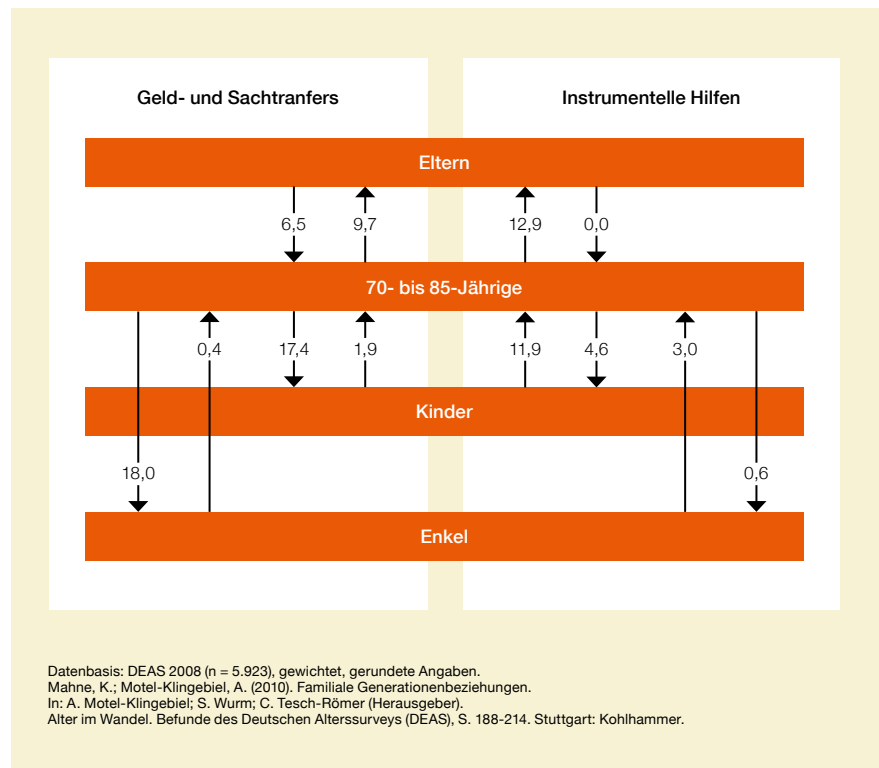 Geld- und Sachtranfers
Instrumentelle Hilfen
Eltern
6,5
9,7
12,9
0,0
70- bis 85-Jährige
0,4
17,4
1,9
11,9
4,6
3,0
Kinder
18,0
0,6
Enkel
Datenbasis: DEAS 2008 (n = 5.923), gewichtet, gerundete Angaben.
Mahne, K.; Motel-Klingebiel, A. (2010). Familiale Generationenbeziehungen.
In: A. Motel-Klingebiel; S. Wurm; C. Tesch-Römer (Herausgeber).
Alter im Wandel. Befunde des Deutschen Alterssurveys (DEAS), S. 188-214. Stuttgart: Kohlhammer.